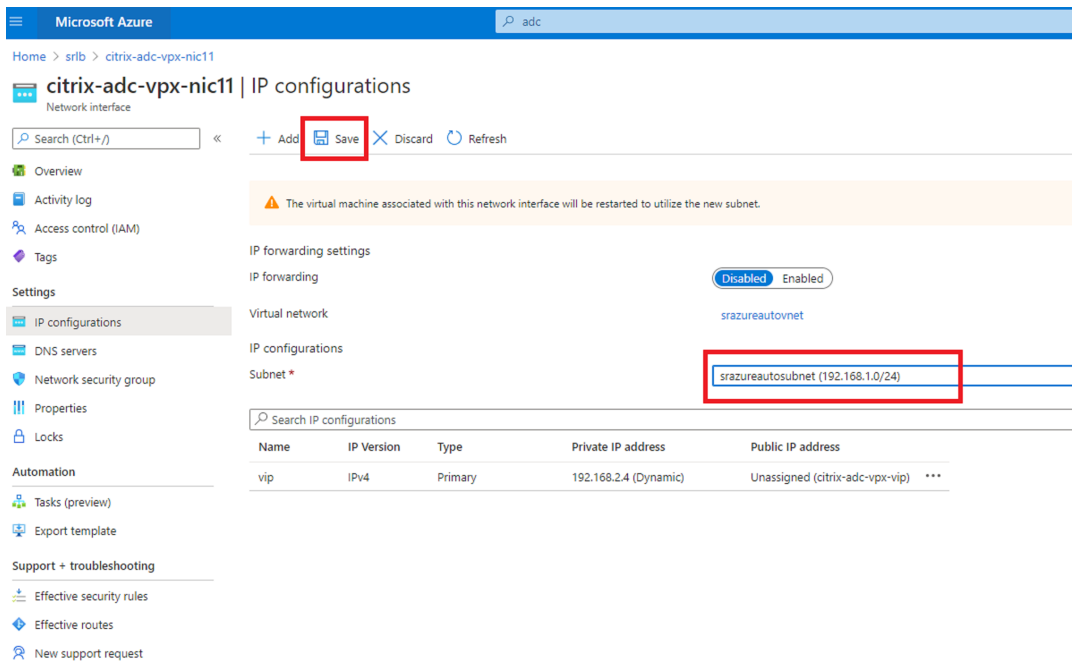 Microsoft Azure
adc
Home > srlb > citrix-adc-vpx-nic11
citrix-adc-vpx-nic11 | IP configurations
Network interface
Search (Ctrl+/)
«
Add
Save
Discard
Refresh
Overview
Activity log
Access control (IAM)
Tags
Settings
IP configurations
DNS servers
Network security group
Properties
Locks
Automation
Tasks (preview)
Export template
Support + troubleshooting
Effective security rules
Effective routes
New support request
The virtual machine associated with this network interface will be restarted to utilize the new subnet.
IP forwarding settings
IP forwarding Disabled Enabled
Virtual network srazureautovnet
IP configurations
Subnet * srazureautosubnet (192.168.1.0/24)
Search IP configurations
Name IP Version Type Private IP address Public IP address
vip IPv4 Primary 192.168.2.4 (Dynamic) Unassigned (citrix-adc-vpx-vip) •••